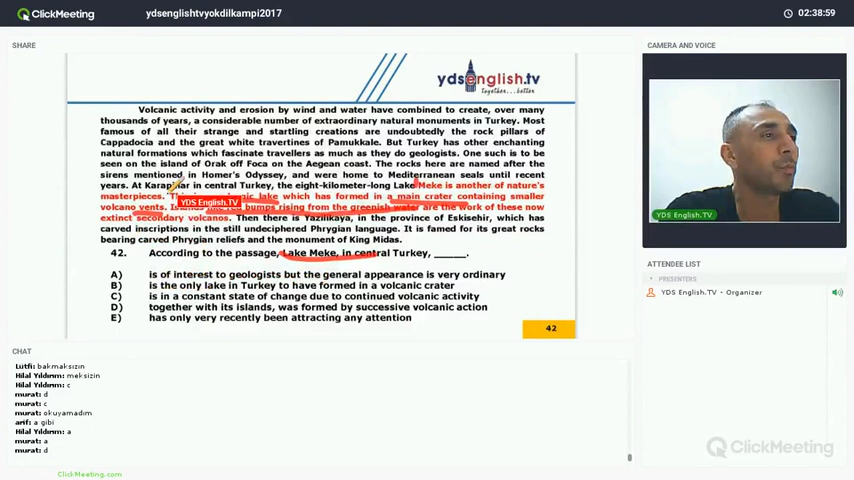 ClickMeeting
ydsenglishtvyokdilkampi2017
02:38:59
SHARE
CAMERA AND VOICE
ydsenglish.tv
together...better
Volcanic activity and erosion by wind and water have combined to create, over many
thousands of years, a considerable number of extraordinary natural monuments in Turkey. Most
famous of all their strange and startling creations are undoubtedly the rock pillars of
Cappadocia and the great white travertines of Pamukkale. But Turkey has other enchanting
natural formations which fascinate travellers as much as they do geologists. One such is to be
seen on the island of Orak off Foca on the Aegean coast. The rocks here are named after the
sirens mentioned in Homer's Odyssey, and were home to Mediterranean seals until recent
years. At Karapınar in central Turkey, the eight-kilometer-long Lake Meke is another of nature's
masterpieces. lake which has formed in a main crater containing smaller
volcano vents. Islands like red bumps rising from the greenish water are the work of these now
extinct secondary volcanos. Then there is Yazilikaya, in the province of Eskisehir, which has
carved inscriptions in the still undeciphered Phrygian language. It is famed for its great rocks
bearing carved Phrygian reliefs and the monument of King Midas.
YDS English.TV
42. According to the passage, Lake Meke, in central Turkey, _____.
A) is of interest to geologists but the general appearance is very ordinary
B) is the only lake in Turkey to have formed in a volcanic crater
C) is in a constant state of change due to continued volcanic activity
D) together with its islands, was formed by successive volcanic action
E) has only very recently been attracting any attention
42
YDS English.TV
ATTENDEE LIST
PRESENTERS
YDS English.TV - Organizer
CHAT
Lütfi: bakmaksızın
Hilal Yıldırım: meksizin
Hilal Yıldırım: c
murat: d
murat: c
murat: okuyamadım
arif: a gibi
Hilal Yıldırım: a
murat: a
murat: d
ClickMeeting
ClickMeeting.com